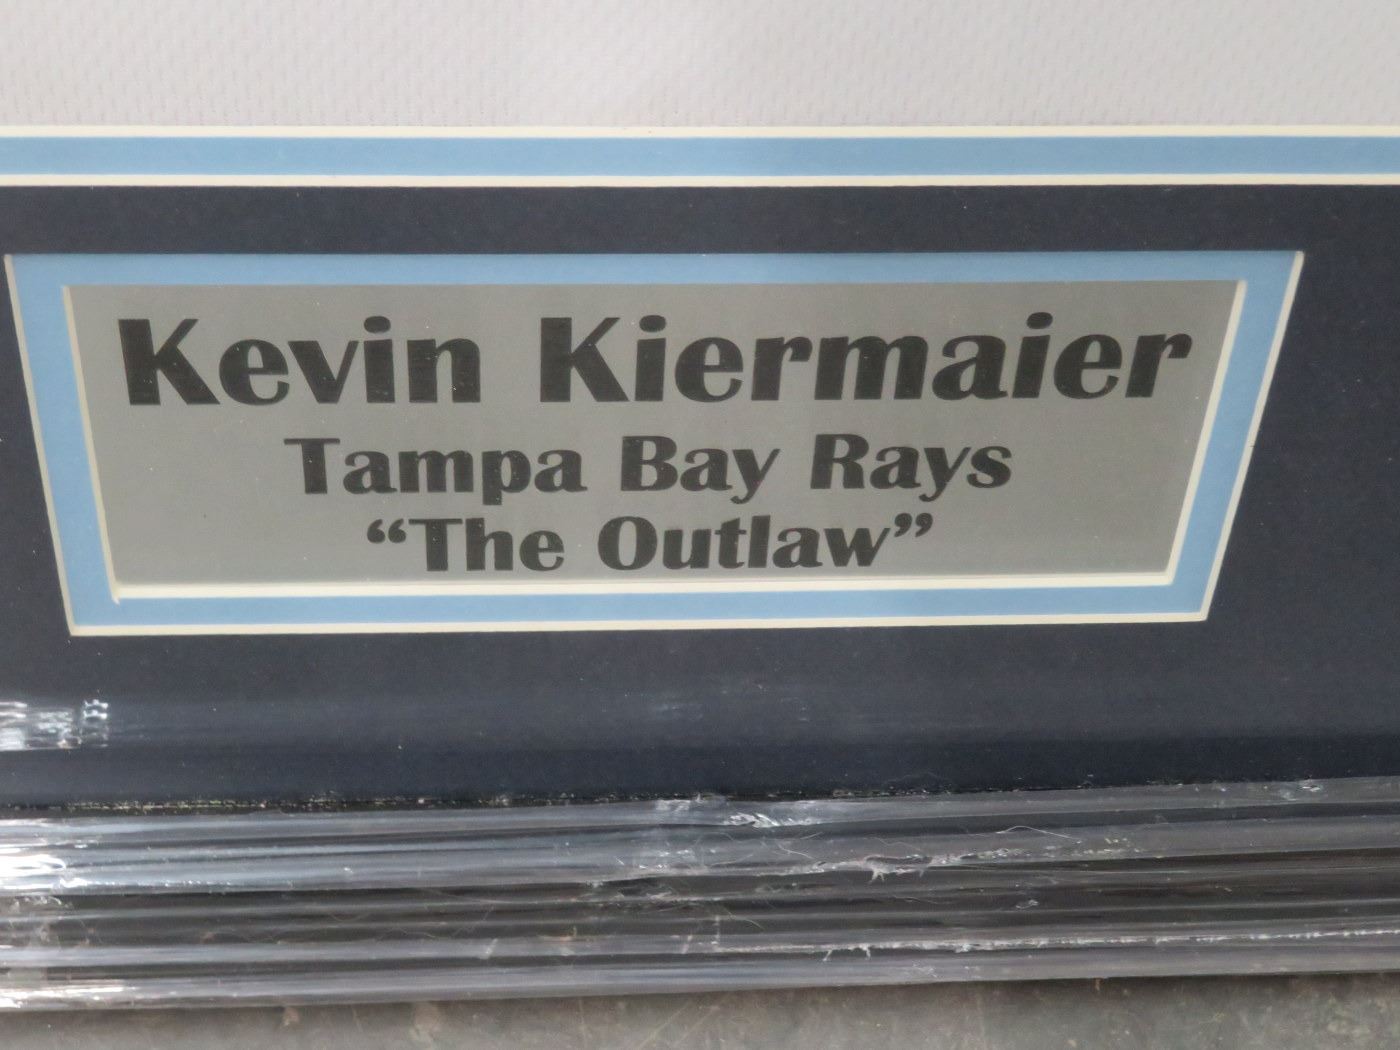 Kevin Kiermaier
Tampa Bay Rays
“The Outlaw”